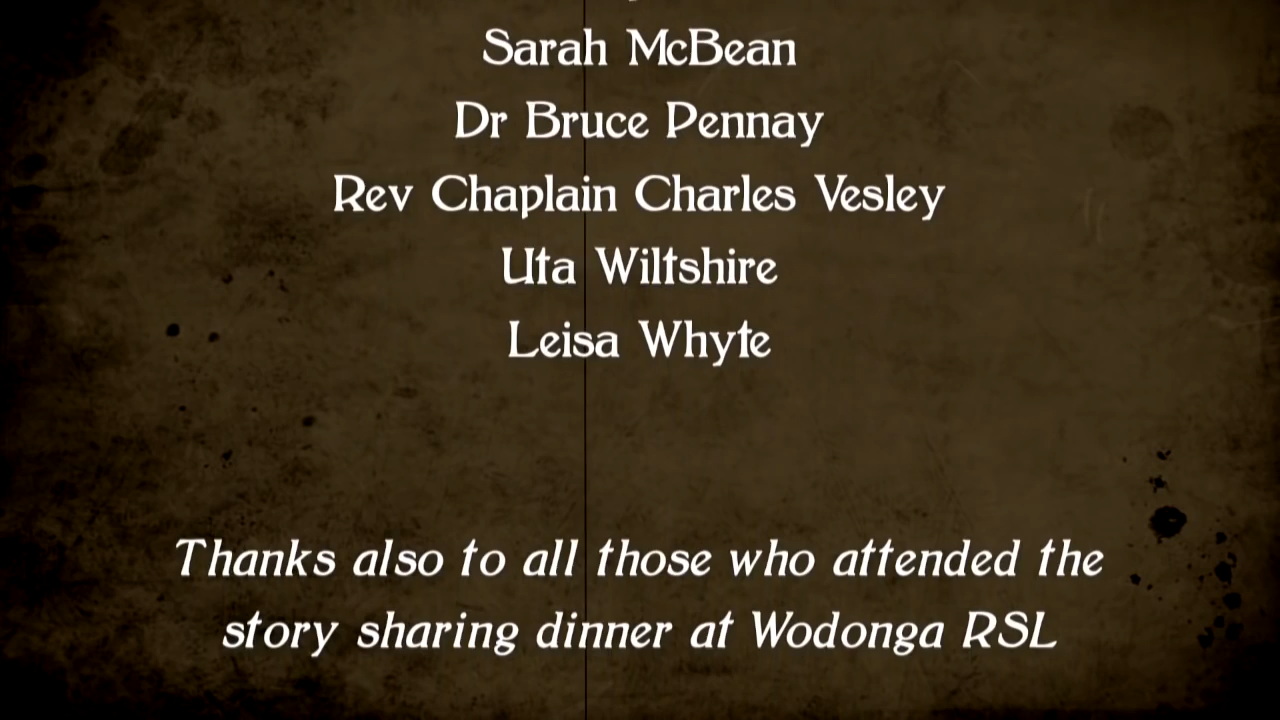 Sarah McBean
Dr Bruce Pennay
Rev Chaplain Charles Vesley
Uta Wiltshire
Leisa Whyte
Thanks also to all those who attended the
story sharing dinner at Wodonga RSL